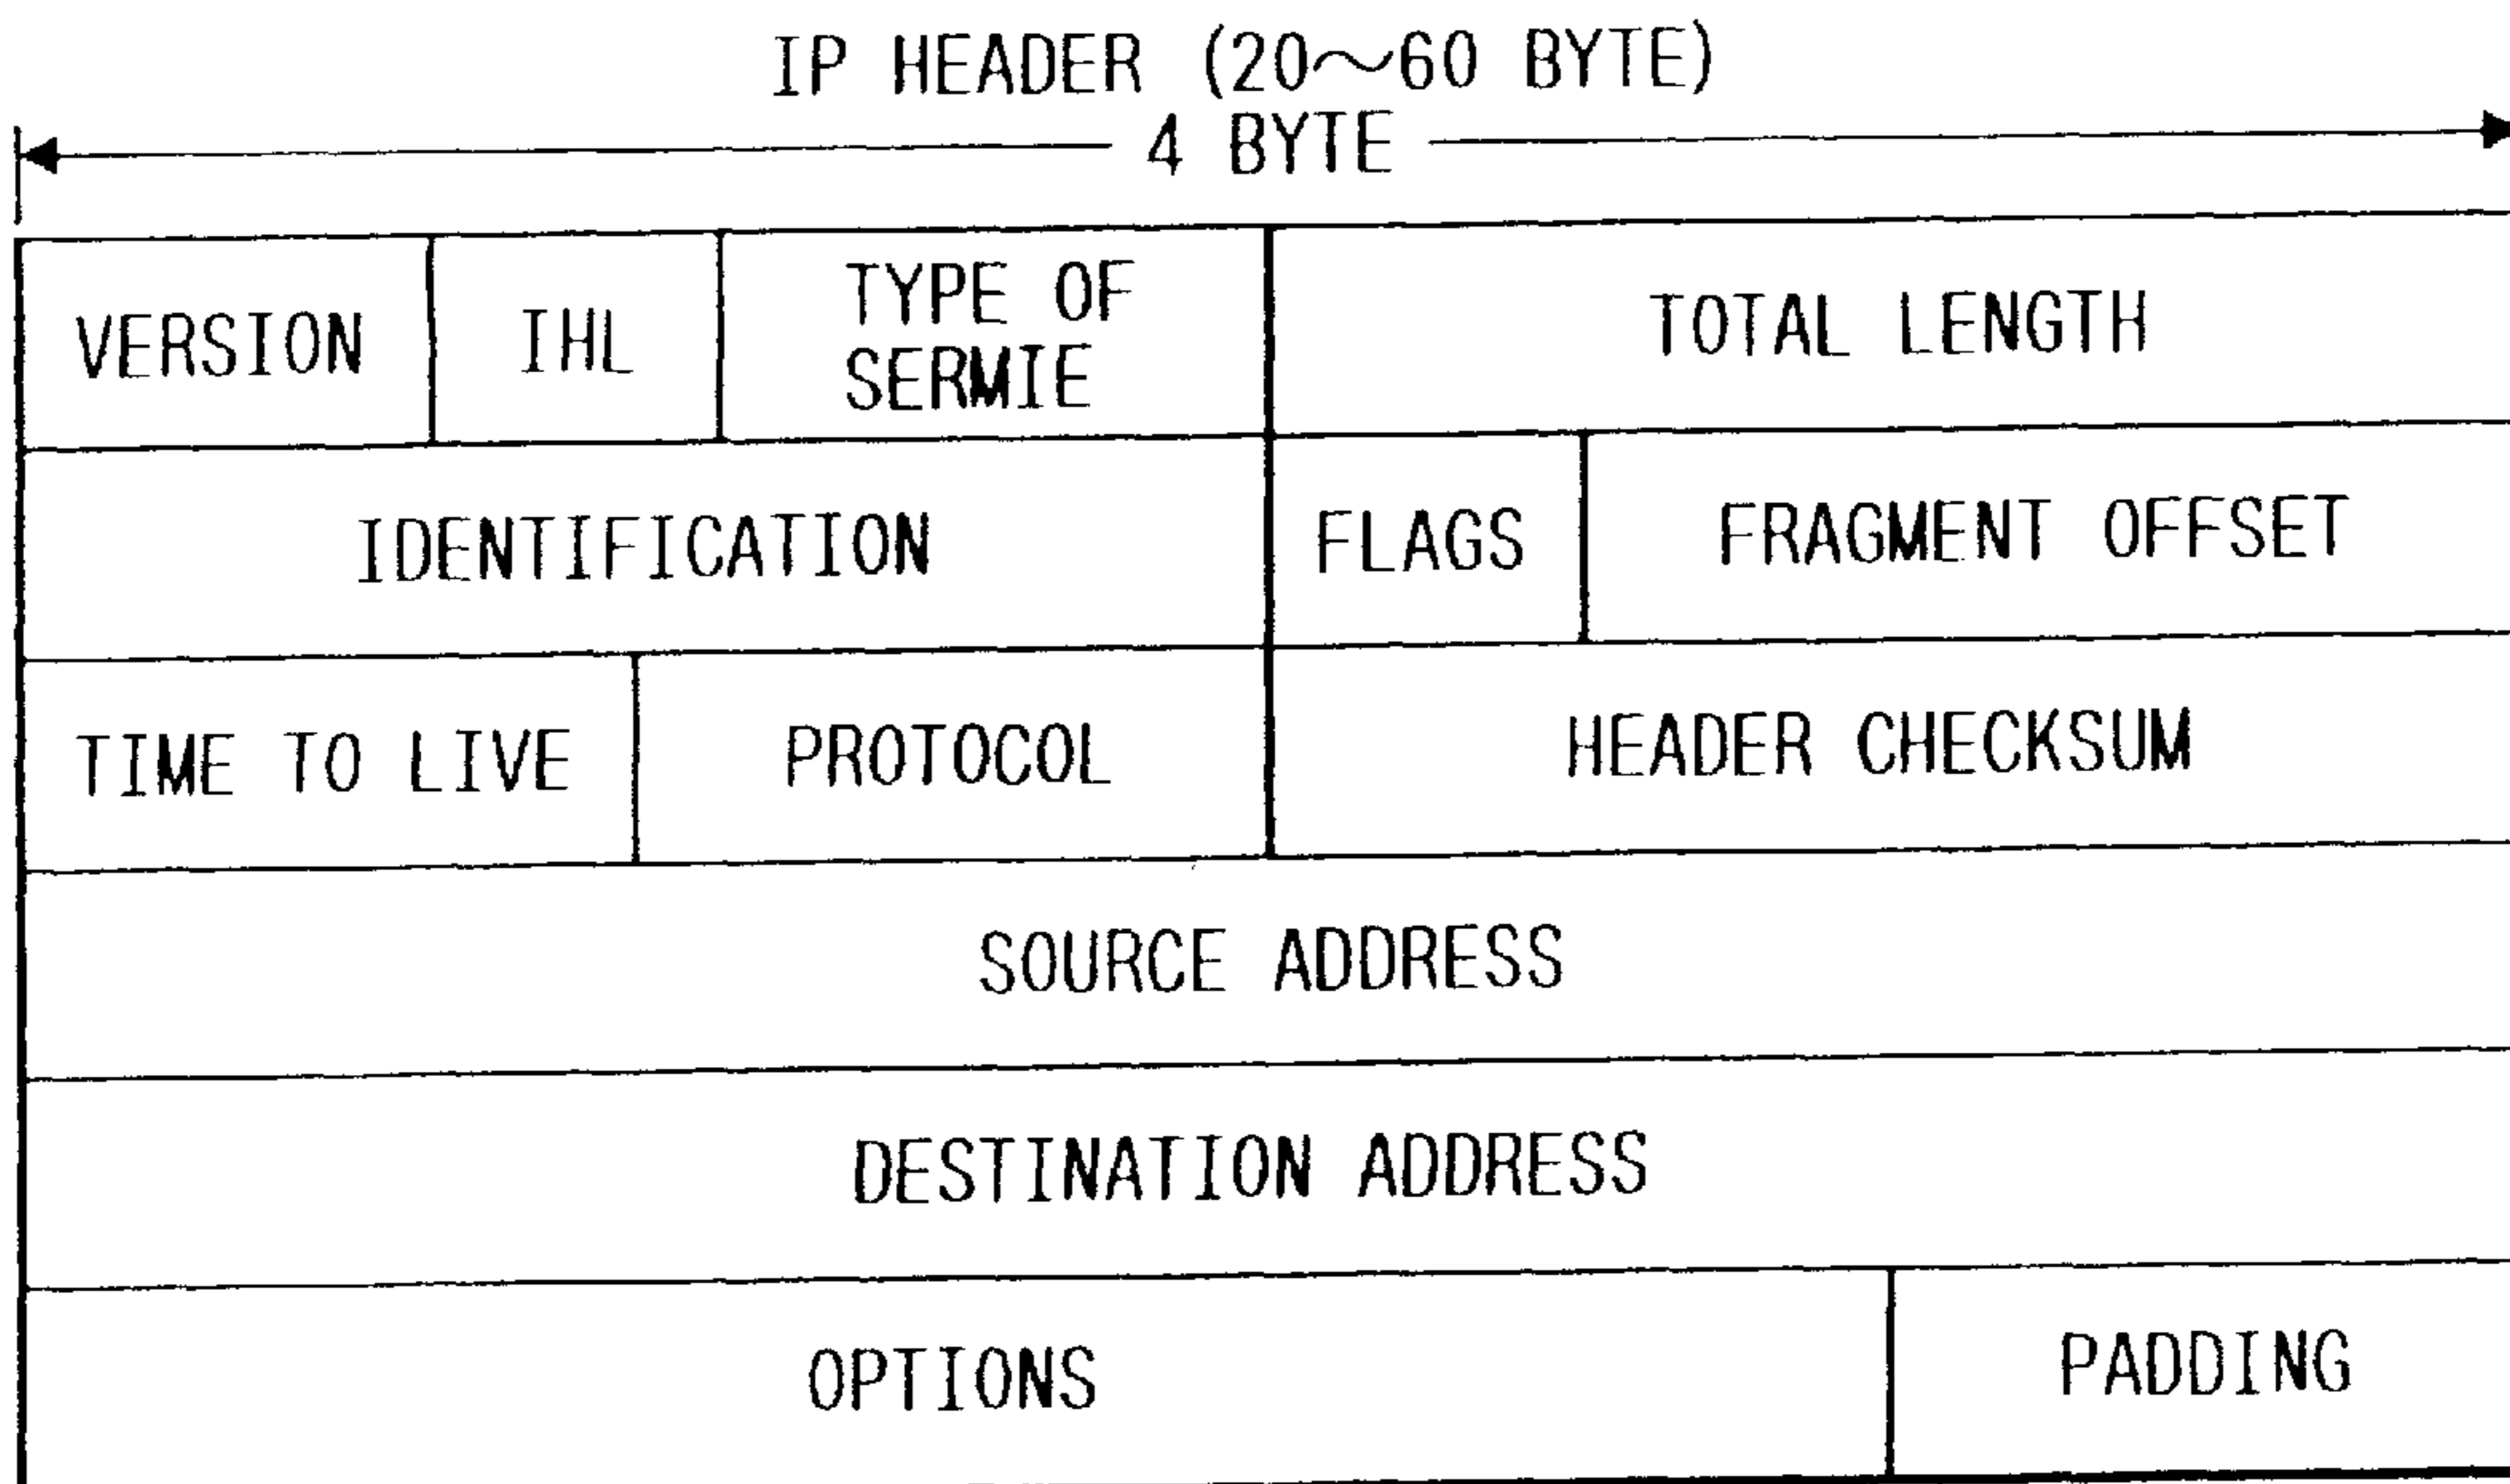 IP HEADER (20～60 BYTE)
4 BYTE
VERSION
IHL
TYPE OF
SERMIE
TOTAL LENGTH
IDENTIFICATION
FLAGS
FRAGMENT OFFSET
TIME TO LIVE
PROTOCOL
HEADER CHECKSUM
SOURCE ADDRESS
DESTINATION ADDRESS
OPTIONS
PADDING